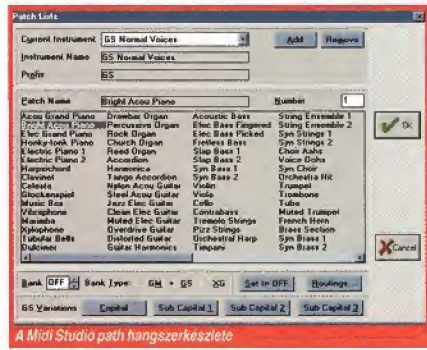 Patch Lists
Current Instrument GS Normal Voices Add Remove
Instrument Name GS Normal Voices
Prefix GS
Patch Name Bright Acou Piano Number 1
Acou Grand Piano Drawbar Organ Acoustic Bass String Ensemble 1
Bright Acou Piano Percussive Organ Elec Bass Fingered String Ensemble 2
Elec Grand Piano Rock Organ Elec Bass Picked Syn Strings 1
Honky-tonk Piano Church Organ Fretless Bass Syn Strings 2
Electric Piano 1 Reed Organ Slap Bass 1 Choir Aahs
Electric Piano 2 Accordion Slap Bass 2 Voice Oohs
Harpsichord Harmonica Syn Bass 1 Syn Choir
Clavinet Tango Accordion Syn Bass 2 Orchestra Hit
Celesta Nylon Acou Guitar Violin Trumpet
Glockenspiel Steel Acou Guitar Viola Trombone
Music Box Jazz Elec Guitar Cello Tuba
Vibraphone Clean Elec Guitar Contrabass Muted Trumpet
Marimba Muted Elec Guitar Tremolo Strings French Horn
Xylophone Overdrive Guitar Pizz Strings Brass Section
Tubular Bells Distorted Guitar Orchestral Harp Syn Brass 1
Dulcimer Guitar Harmonics Timpani Syn Brass 2
OK
Cancel
Bank OFF Bank Type: GM GS XG Set to OFF Routings...
GS Variations Capital Sub Capital 1 Sub Capital 2 Sub Capital 3
A Midi Studio path hangszerkészlete